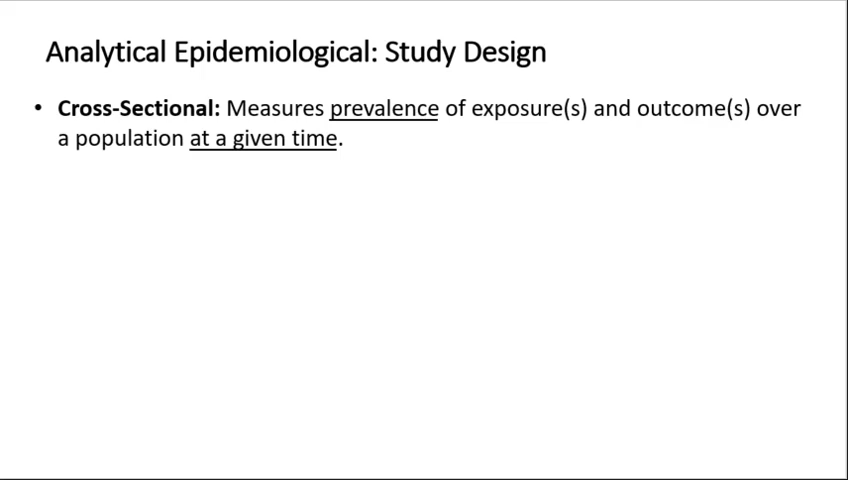 Analytical Epidemiological: Study Design
• Cross-Sectional: Measures prevalence of exposure(s) and outcome(s) over
a population at a given time.